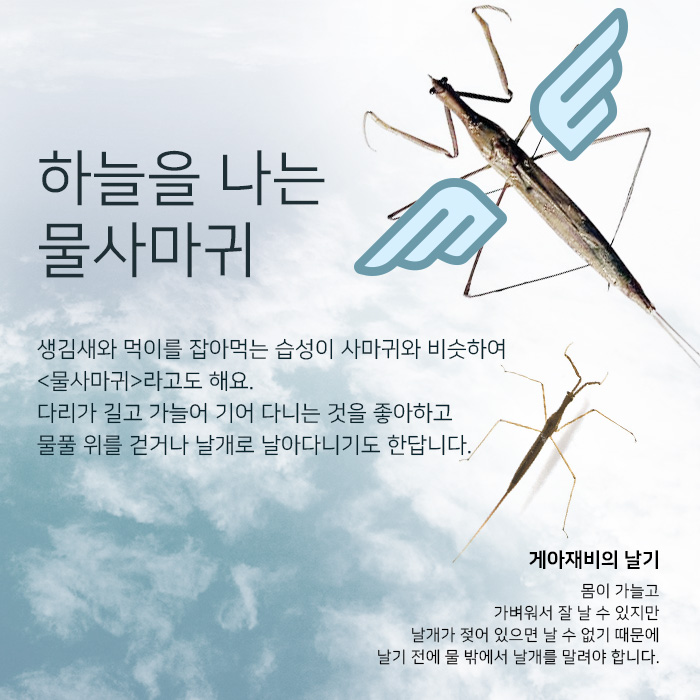 하늘을 나는
물사마귀
생김새와 먹이를 잡아먹는 습성이 사마귀와 비슷하여
<물사마귀>라고도 해요.
다리가 길고 가늘어 기어 다니는 것을 좋아하고
물풀 위를 걷거나 날개로 날아다니기도 한답니다.
게아재비의 날기
몸이 가늘고
가벼워서 잘 날 수 있지만
날개가 젖어 있으면 날 수 없기 때문에
날기 전에 물 밖에서 날개를 말려야 합니다.